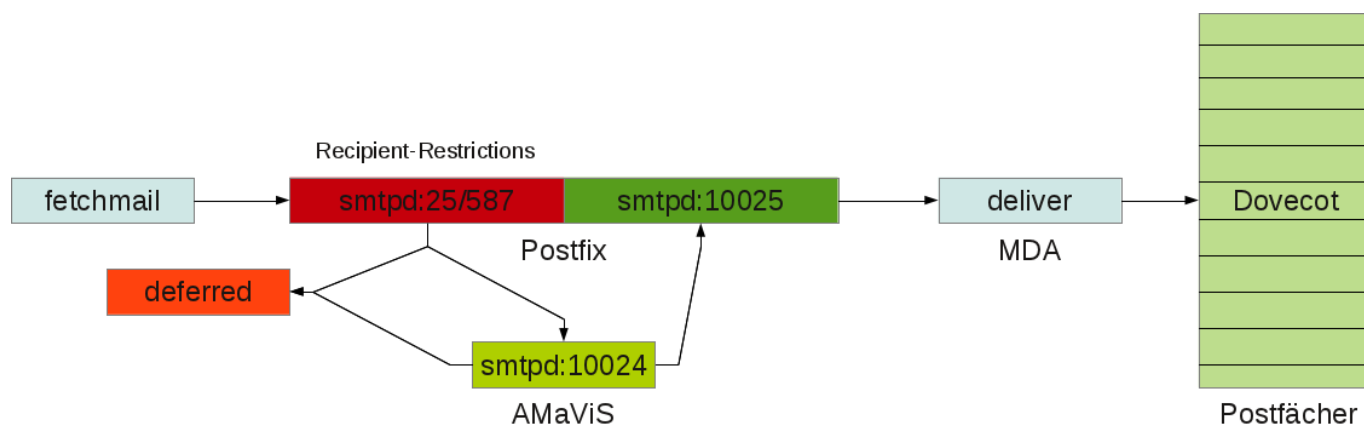 Recipient-Restrictions
fetchmail
smtpd:25/587
smtpd:10025
deliver
Dovecot
Postfix
MDA
deferred
smtpd:10024
AMaViS
Postfächer